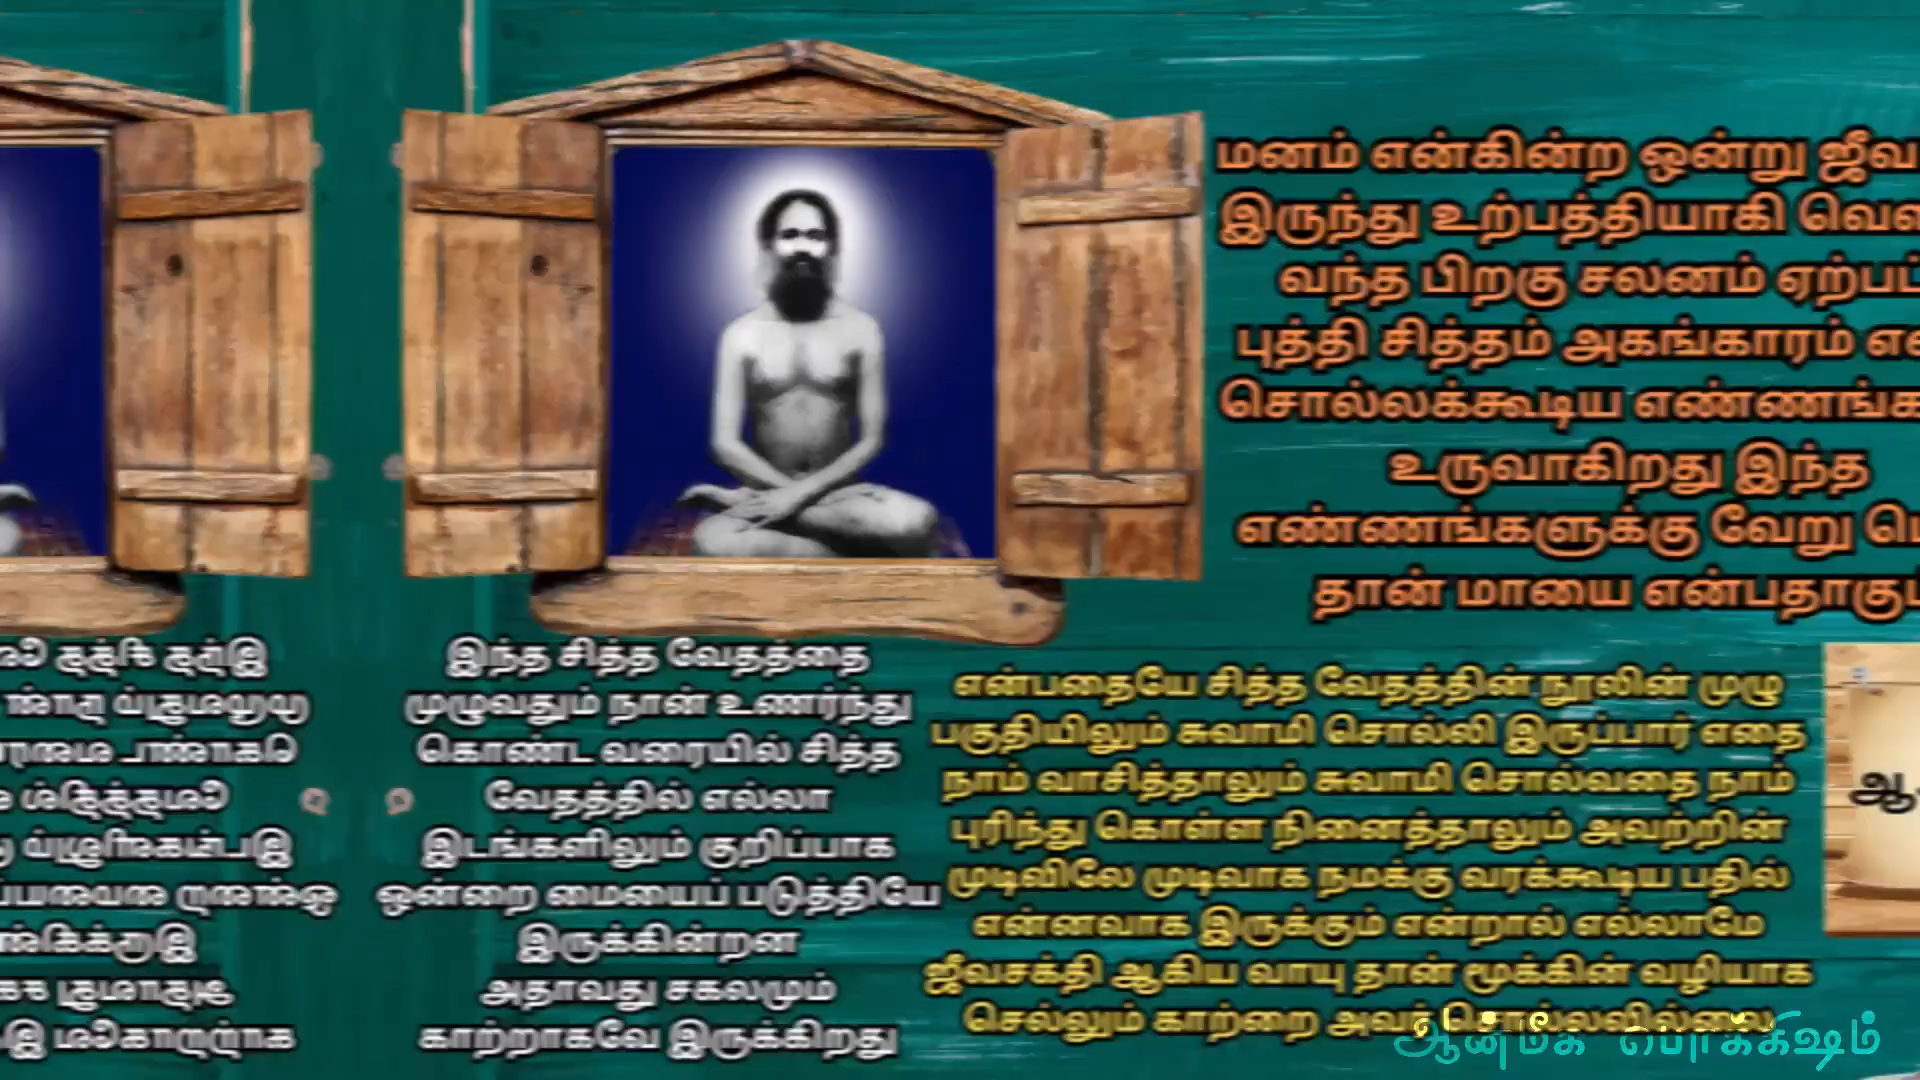 மனம் என்கின்ற ஒன்று ஜீவ
இருந்து உற்பத்தியாகி
வந்த பிறகு சலனம் ஏற்பட்
புத்தி சித்தம் அகங்காரம்
சொல்லக்கூடிய எண்ணங்க
உருவாகிறது இந்த
எண்ணங்களுக்கு வேறு
தான் மாயை என்பதாகும்
இந்த சித்த வேதத்தை
முழுவதும் நான் உணர்ந்து
கொண்ட வரையில் சித்த
வேதத்தில் எல்லா
இடங்களிலும் குறிப்பாக
ஒன்றை மையைப் படுத்தியே
இருக்கின்றன
அதாவது சகலமும்
காற்றாகவே இருக்கிறது
என்பதையே சித்த வேதத்தின் நூலின் முழு
பகுதியிலும் சுவாமி சொல்லி இருப்பார் எதை
நாம் வாசித்தாலும் சுவாமி சொல்வதை நாம்
புரிந்து கொள்ள நினைத்தாலும் அவற்றின்
முடிவிலே முடிவாக நமக்கு வரக்கூடிய பதில்
என்னவாக இருக்கும் என்றால் எல்லாமே
ஜீவசக்தி ஆகிய வாயு தான் மூக்கின் வழியாக
செல்லும் காற்றை அவர் சொல்லவில்லை
ஆன்மீக பொக்கிஷம்